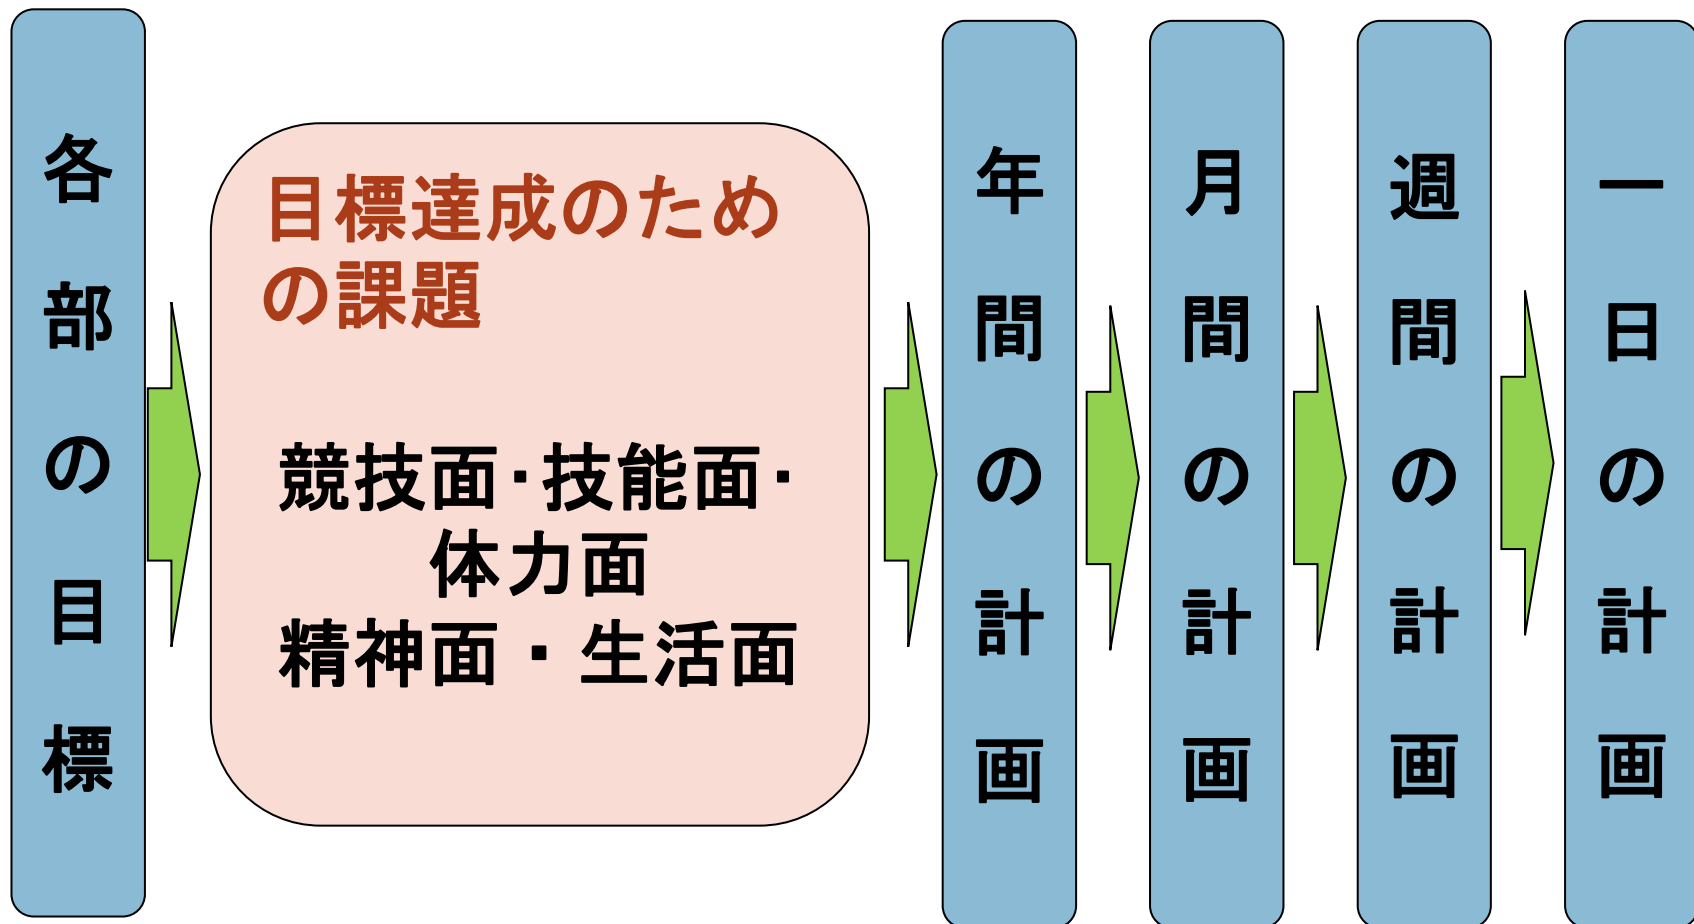 各部の目標
目標達成のため
の課題
競技面･技能面･
体力面
精神面・生活面
年間の計画
月間の計画
週間の計画
一日の計画